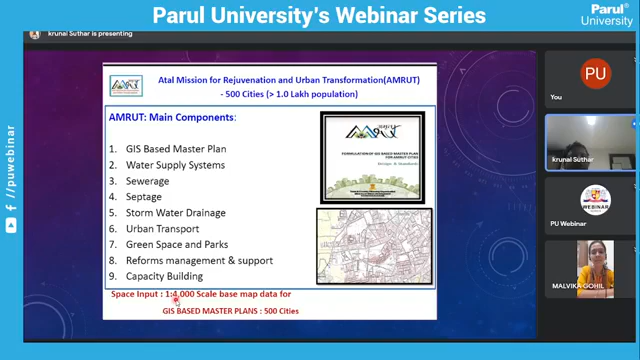 Parul University's Webinar Series
Parul®
University
krunal Suthar is presenting
Atal Mission for Rejuvenation and Urban Transformation(AMRUT)
- 500 Cities (> 1.0 Lakh population)
AMRUT: Main Components:
1. GIS Based Master Plan
2. Water Supply Systems
3. Sewerage
4. Septage
5. Storm Water Drainage
6. Urban Transport
7. Green Space and Parks
8. Reforms management & support
9. Capacity Building
FORMULATION OF GIS BASED MASTER PLAN
FOR AMRUT CITIES
Design & Standards
Space Input : 1:4,000 Scale base map data for
GIS BASED MASTER PLANS : 500 Cities
PU
You
krunal Suthar
WEBINAR
PU Webinar
MALVIKA GOHIL
/puwebinar